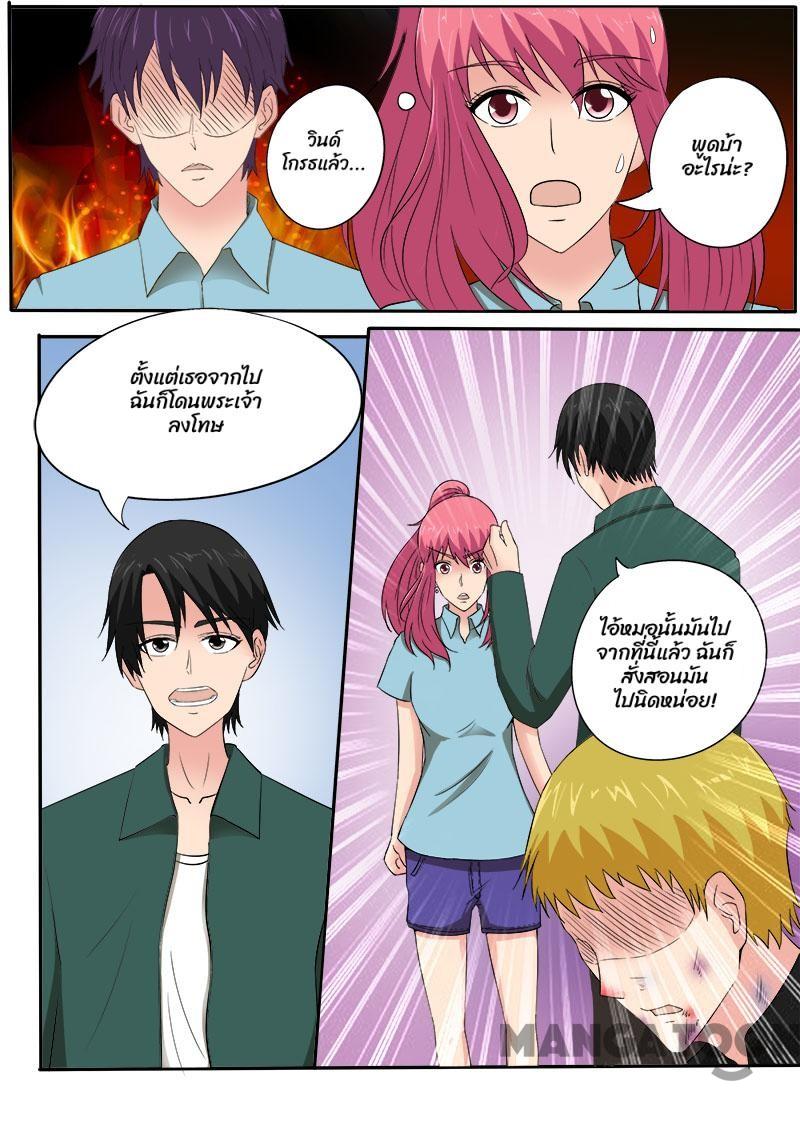 วินด์
โกรธแล้ว...
พูดบ้า
อะไรน่ะ?
ตั้งแต่เธอจากไป
ฉันก็โดนพระเจ้า
ลงโทษ
ไอ้หมอนั้นมันไป
จากที่นี่แล้ว ฉันก็
สั่งสอนมัน
ไปนิดหน่อย!
MANGATOON